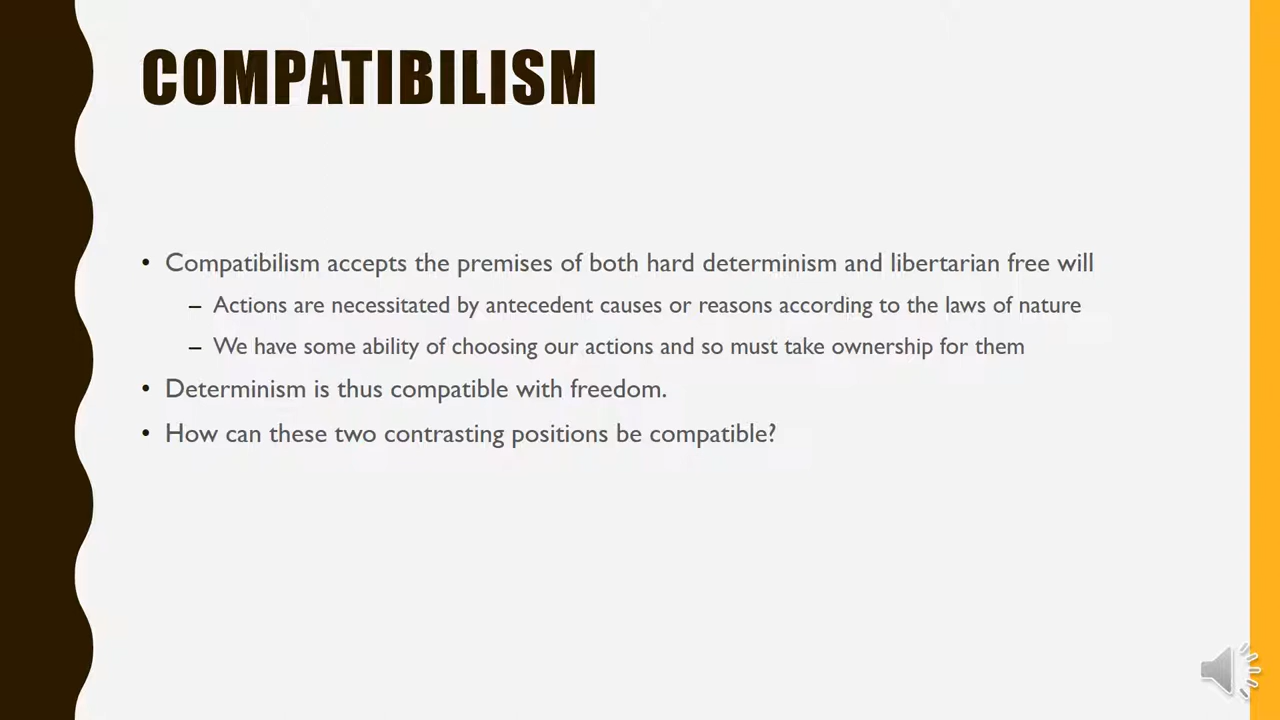 COMPATIBILISM
• Compatibilism accepts the premises of both hard determinism and libertarian free will
– Actions are necessitated by antecedent causes or reasons according to the laws of nature
– We have some ability of choosing our actions and so must take ownership for them
• Determinism is thus compatible with freedom.
• How can these two contrasting positions be compatible?